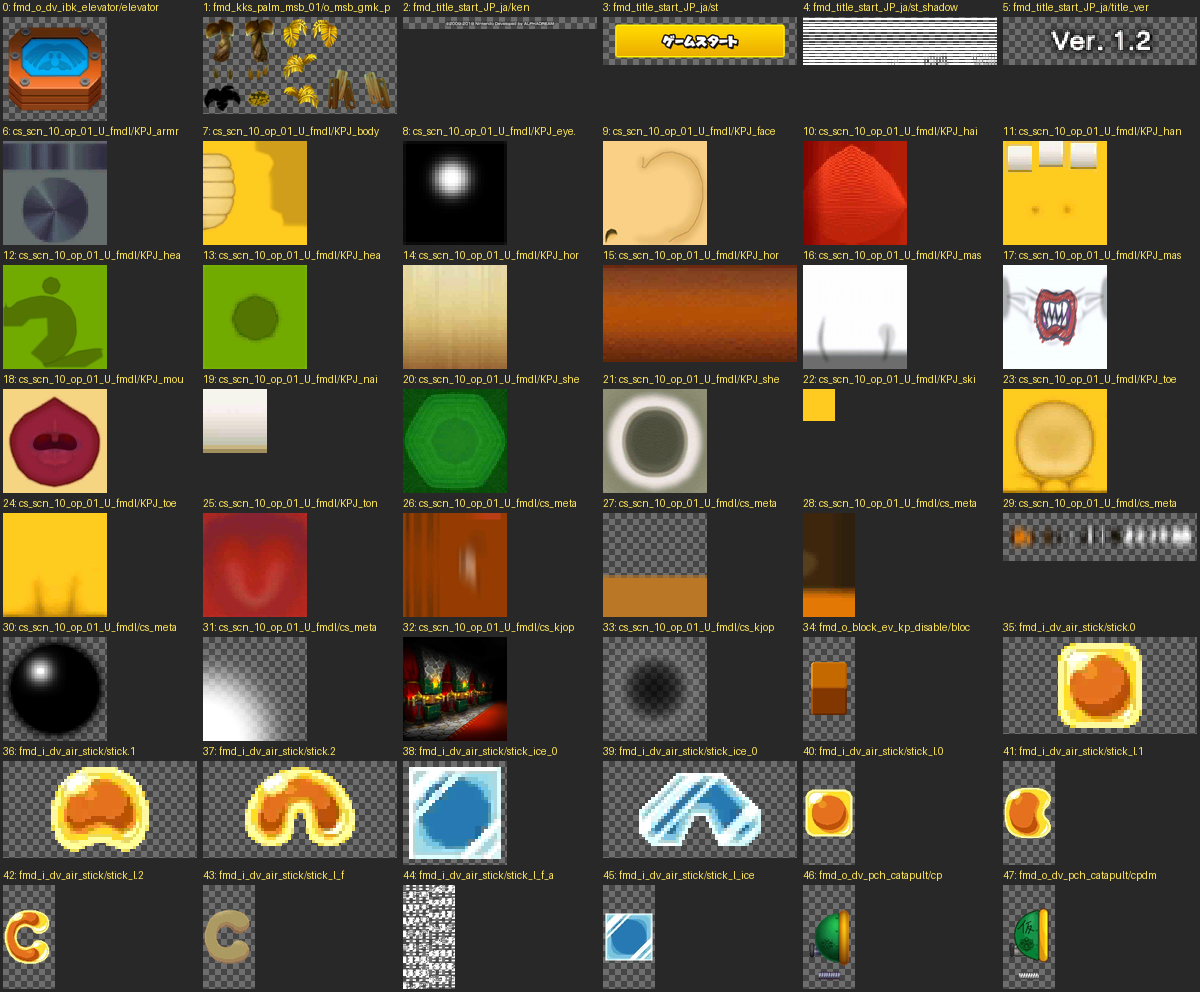 0: fmd_o_dv_ibk_elevator/elevator
1: fmd_kks_palm_msb_01/o_msb_gmk_p
2: fmd_title_start_JP_ja/ken
3: fmd_title_start_JP_ja/st
4: fmd_title_start_JP_ja/st_shadow
5: fmd_title_start_JP_ja/title_ver
©2009-2018 Nintendo Developed by ALPHADREAM
ゲームスタート
Ver. 1.2
6: cs_scn_10_op_01_U_fmdl/KPJ_armr
7: cs_scn_10_op_01_U_fmdl/KPJ_body
8: cs_scn_10_op_01_U_fmdl/KPJ_eye.
9: cs_scn_10_op_01_U_fmdl/KPJ_face
10: cs_scn_10_op_01_U_fmdl/KPJ_hai
11: cs_scn_10_op_01_U_fmdl/KPJ_han
12: cs_scn_10_op_01_U_fmdl/KPJ_hea
13: cs_scn_10_op_01_U_fmdl/KPJ_hea
14: cs_scn_10_op_01_U_fmdl/KPJ_hor
15: cs_scn_10_op_01_U_fmdl/KPJ_hor
16: cs_scn_10_op_01_U_fmdl/KPJ_mas
17: cs_scn_10_op_01_U_fmdl/KPJ_mas
18: cs_scn_10_op_01_U_fmdl/KPJ_mou
19: cs_scn_10_op_01_U_fmdl/KPJ_nai
20: cs_scn_10_op_01_U_fmdl/KPJ_she
21: cs_scn_10_op_01_U_fmdl/KPJ_she
22: cs_scn_10_op_01_U_fmdl/KPJ_ski
23: cs_scn_10_op_01_U_fmdl/KPJ_toe
24: cs_scn_10_op_01_U_fmdl/KPJ_toe
25: cs_scn_10_op_01_U_fmdl/KPJ_ton
26: cs_scn_10_op_01_U_fmdl/cs_meta
27: cs_scn_10_op_01_U_fmdl/cs_meta
28: cs_scn_10_op_01_U_fmdl/cs_meta
29: cs_scn_10_op_01_U_fmdl/cs_meta
30: cs_scn_10_op_01_U_fmdl/cs_meta
31: cs_scn_10_op_01_U_fmdl/cs_meta
32: cs_scn_10_op_01_U_fmdl/cs_kjop
33: cs_scn_10_op_01_U_fmdl/cs_kjop
34: fmd_o_block_ev_kp_disable/bloc
35: fmd_i_dv_air_stick/stick.0
36: fmd_i_dv_air_stick/stick.1
37: fmd_i_dv_air_stick/stick.2
38: fmd_i_dv_air_stick/stick_ice_0
39: fmd_i_dv_air_stick/stick_ice_0
40: fmd_i_dv_air_stick/stick_l.0
41: fmd_i_dv_air_stick/stick_l.1
42: fmd_i_dv_air_stick/stick_l.2
43: fmd_i_dv_air_stick/stick_l_f
44: fmd_i_dv_air_stick/stick_l_f_a
45: fmd_i_dv_air_stick/stick_l_ice
46: fmd_o_dv_pch_catapult/cp
47: fmd_o_dv_pch_catapult/cpdm
仮